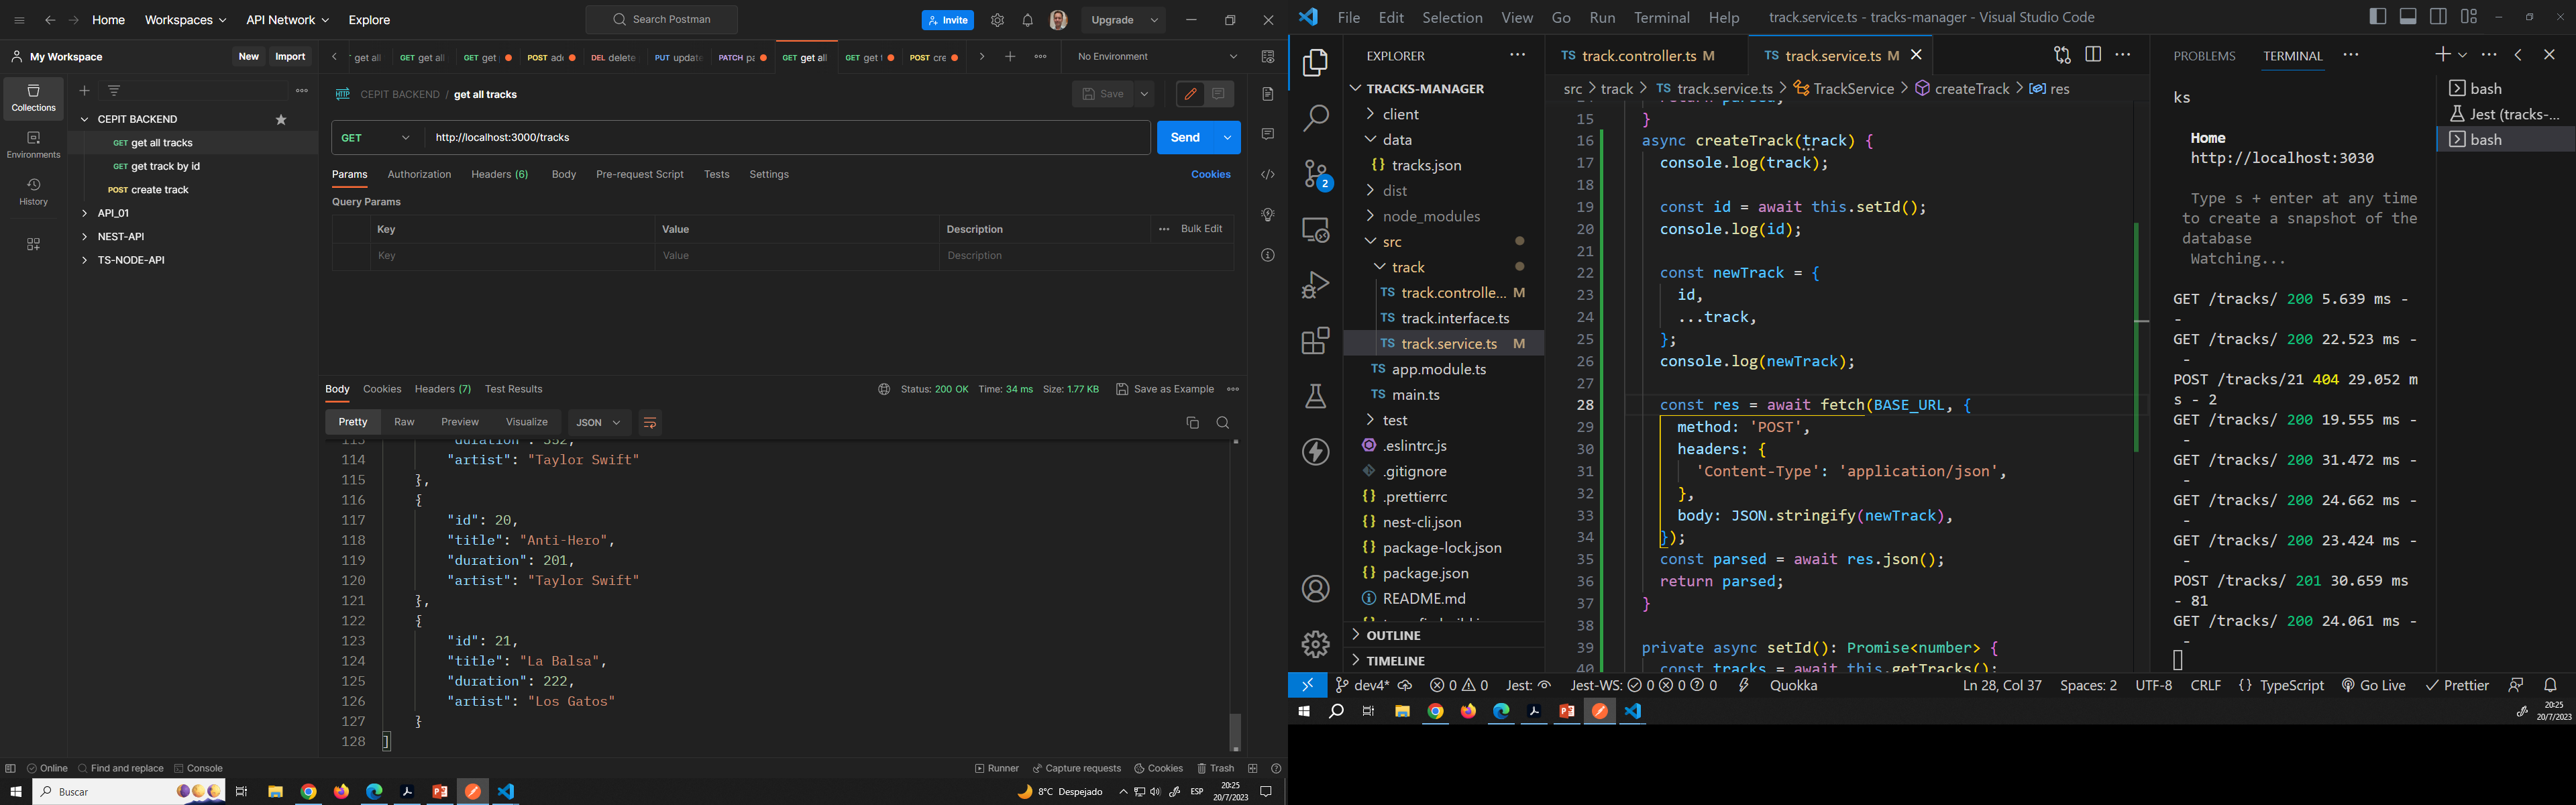 Home
Workspaces
API Network
Explore
Search Postman
Invite
Upgrade
My Workspace
New
Import
get all
GET get all
GET get
POST ad
DEL delete
PUT update
PATCH pa
GET get all
GET get
POST cre
No Environment
Collections
Environments
History
CEPIT BACKEND
GET get all tracks
GET get track by id
POST create track
API_01
NEST-API
TS-NODE-API
HTTP CEPIT BACKEND / get all tracks
Save
GET
http://localhost:3000/tracks
Send
Params
Authorization
Headers (6)
Body
Pre-request Script
Tests
Settings
Cookies
Query Params
Key Value Description Bulk Edit
Key Value Description
Body
Cookies
Headers (7)
Test Results
Status: 200 OK Time: 34 ms Size: 1.77 KB
Save as Example
Pretty
Raw
Preview
Visualize
JSON
113 "duration": 352,
114 "artist": "Taylor Swift"
115 },
116 {
117 "id": 20,
118 "title": "Anti-Hero",
119 "duration": 201,
120 "artist": "Taylor Swift"
121 },
122 {
123 "id": 21,
124 "title": "La Balsa",
125 "duration": 222,
126 "artist": "Los Gatos"
127 }
128 ]
Online
Find and replace
Console
Runner
Capture requests
Cookies
Trash
Buscar
8°C Despejado
ESP
20:25
20/7/2023
File Edit Selection View Go Run Terminal Help
track.service.ts - tracks-manager - Visual Studio Code
2
EXPLORER
TRACKS-MANAGER
client
data
{} tracks.json
dist
node_modules
src
track
TS track.controlle... M
TS track.interface.ts
TS track.service.ts M
TS app.module.ts
TS main.ts
test
.eslintrc.js
.gitignore
{} .prettierrc
{} nest-cli.json
{} package-lock.json
{} package.json
README.md
OUTLINE
TIMELINE
TS track.controller.ts M
TS track.service.ts M
src > track > TS track.service.ts > TrackService > createTrack > res
14 return parsed;
15 }
16 async createTrack(track) {
17 console.log(track);
18
19 const id = await this.setId();
20 console.log(id);
21
22 const newTrack = {
23 id,
24 ...track,
25 };
26 console.log(newTrack);
27
28 const res = await fetch(BASE_URL, {
29 method: 'POST',
30 headers: {
31 'Content-Type': 'application/json',
32 },
33 body: JSON.stringify(newTrack),
34 });
35 const parsed = await res.json();
36 return parsed;
37 }
38
39 private async setId(): Promise<number> {
40 const tracks = await this.getTracks();
PROBLEMS
TERMINAL
ks
Home
http://localhost:3030
Type s + enter at any time
to create a snapshot of the
database
Watching...
GET /tracks/ 200 5.639 ms -
-
GET /tracks/ 200 22.523 ms -
-
POST /tracks/21 404 29.052 m
s - 2
GET /tracks/ 200 19.555 ms -
-
GET /tracks/ 200 31.472 ms -
-
GET /tracks/ 200 24.662 ms -
-
GET /tracks/ 200 23.424 ms -
-
POST /tracks/ 201 30.659 ms
- 81
GET /tracks/ 200 24.061 ms -
-
bash
Jest (tracks-...
bash
dev4*
0 0
Jest:
Jest-WS: 0 0 0
Quokka
Ln 28, Col 37
Spaces: 2
UTF-8
CRLF
{} TypeScript
Go Live
Prettier
20:25
20/7/2023